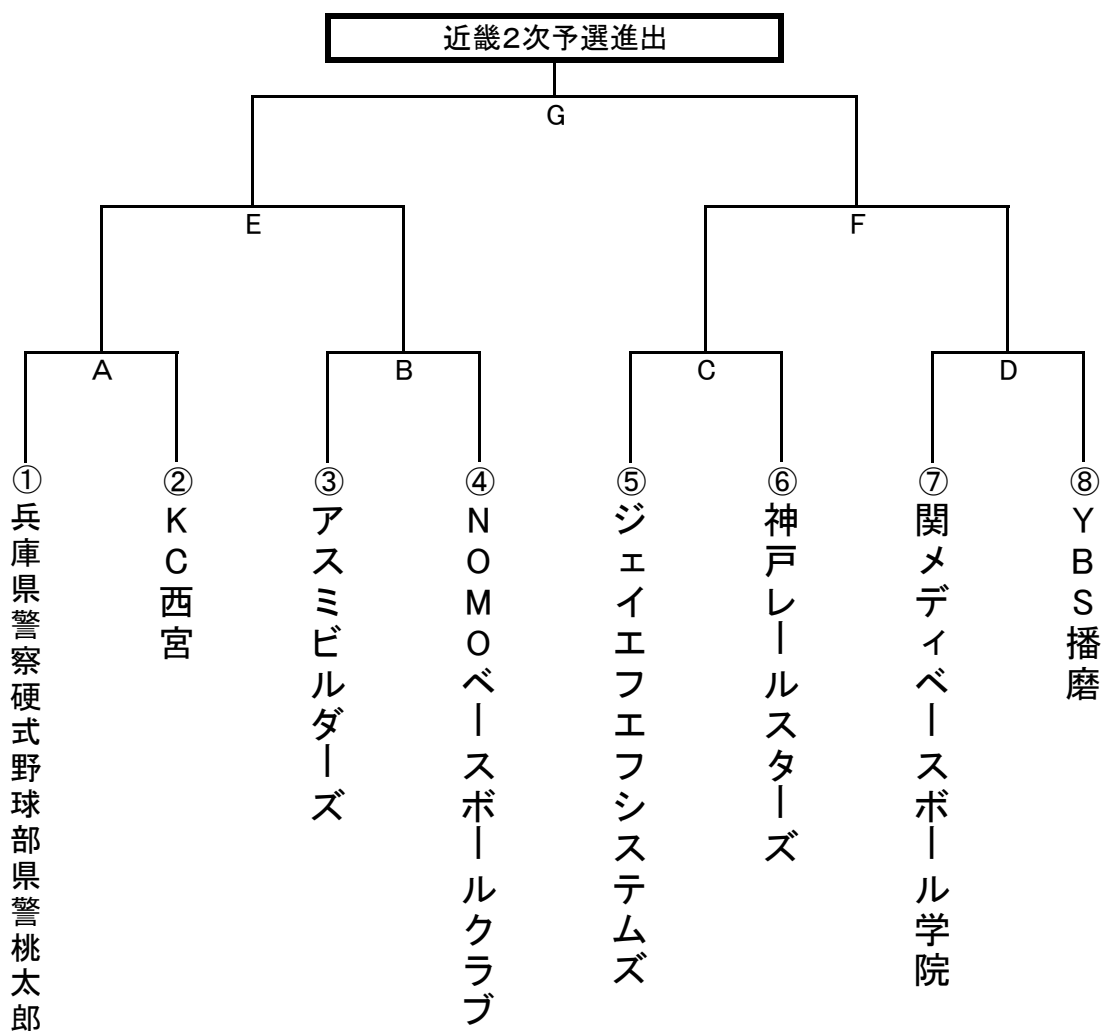 近畿2次予選進出
G
E
F
A
B
C
D
①兵庫県警察硬式野球部県警桃太郎
②KC西宮
③アスミビルダーズ
④NOMOベースボールクラブ
⑤ジェイエフエフシステムズ
⑥神戸レールスターズ
⑦関メディベースボール学院
⑧YBS播磨